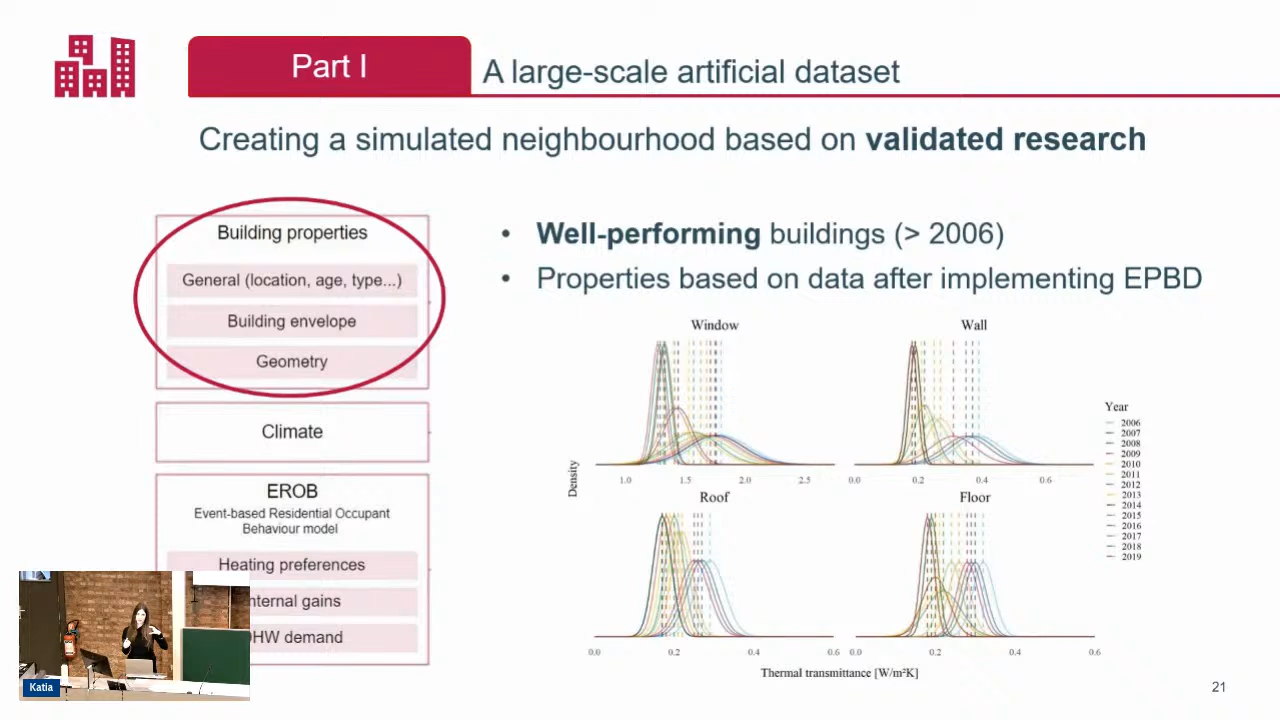 Part I
A large-scale artificial dataset
Creating a simulated neighbourhood based on validated research
Building properties
General (location, age, type...)
Building envelope
Geometry
Climate
EROB
Event-based Residential Occupant
Behaviour model
Heating preferences
nternal gains
HW demand
• Well-performing buildings (> 2006)
• Properties based on data after implementing EPBD
Window
Wall
1.0 1.5 2.0 2.5
0.0 0.2 0.4 0.6
Density
Roof
Floor
0.0 0.2 0.4 0.6
0.0 0.2 0.4 0.6
Thermal transmittance [W/m²K]
Year
2006
2007
2008
2009
2010
2011
2012
2013
2014
2015
2016
2017
2018
2019
Katia
21